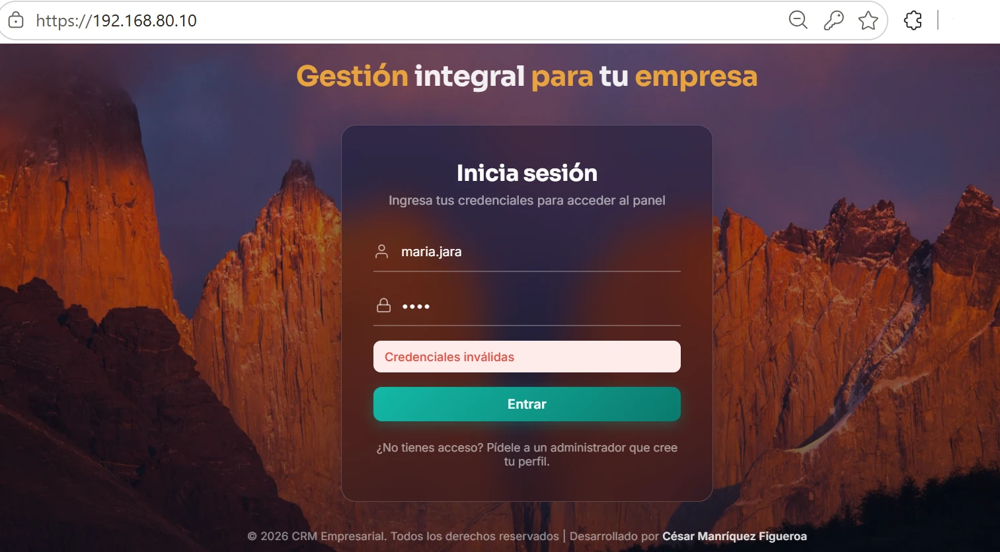 https://192.168.80.10
Gestión integral para tu empresa
Inicia sesión
Ingresa tus credenciales para acceder al panel
maria.jara
••••
Credenciales inválidas
Entrar
¿No tienes acceso? Pídele a un administrador que cree
tu perfil.
© 2026 CRM Empresarial. Todos los derechos reservados | Desarrollado por César Manríquez Figueroa